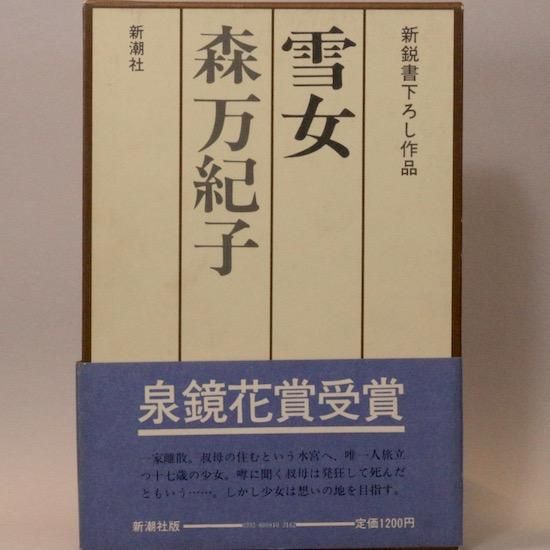 新鋭書下ろし作品
雪女
森万紀子
新潮社
泉鏡花賞受賞
一家離散。叔母の住むという水宮へ、唯一人旅立
つ十七歳の少女。噂に聞く叔母は発狂して死んだ
ともいう……。しかし少女は想いの地を目指す。
新潮社版
定価1200円